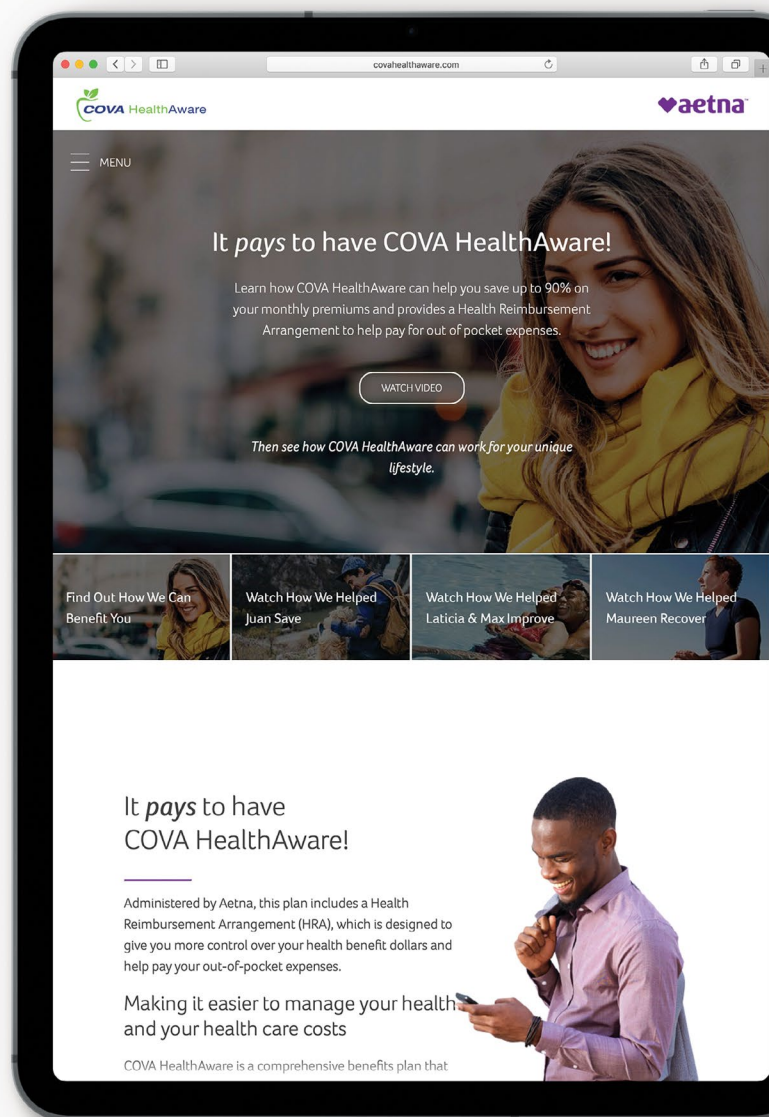 covahealthaware.com
COVA HealthAware
aetna™
MENU
It pays to have COVA HealthAware!
Learn how COVA HealthAware can help you save up to 90% on
your monthly premiums and provides a Health Reimbursement
Arrangement to help pay for out of pocket expenses.
WATCH VIDEO
Then see how COVA HealthAware can work for your unique
lifestyle.
Find Out How We Can
Benefit You
Watch How We Helped
Juan Save
Watch How We Helped
Laticia & Max Improve
Watch How We Helped
Maureen Recover
It pays to have
COVA HealthAware!
Administered by Aetna, this plan includes a Health
Reimbursement Arrangement (HRA), which is designed to
give you more control over your health benefit dollars and
help pay your out-of-pocket expenses.
Making it easier to manage your health
and your health care costs
COVA HealthAware is a comprehensive benefits plan that